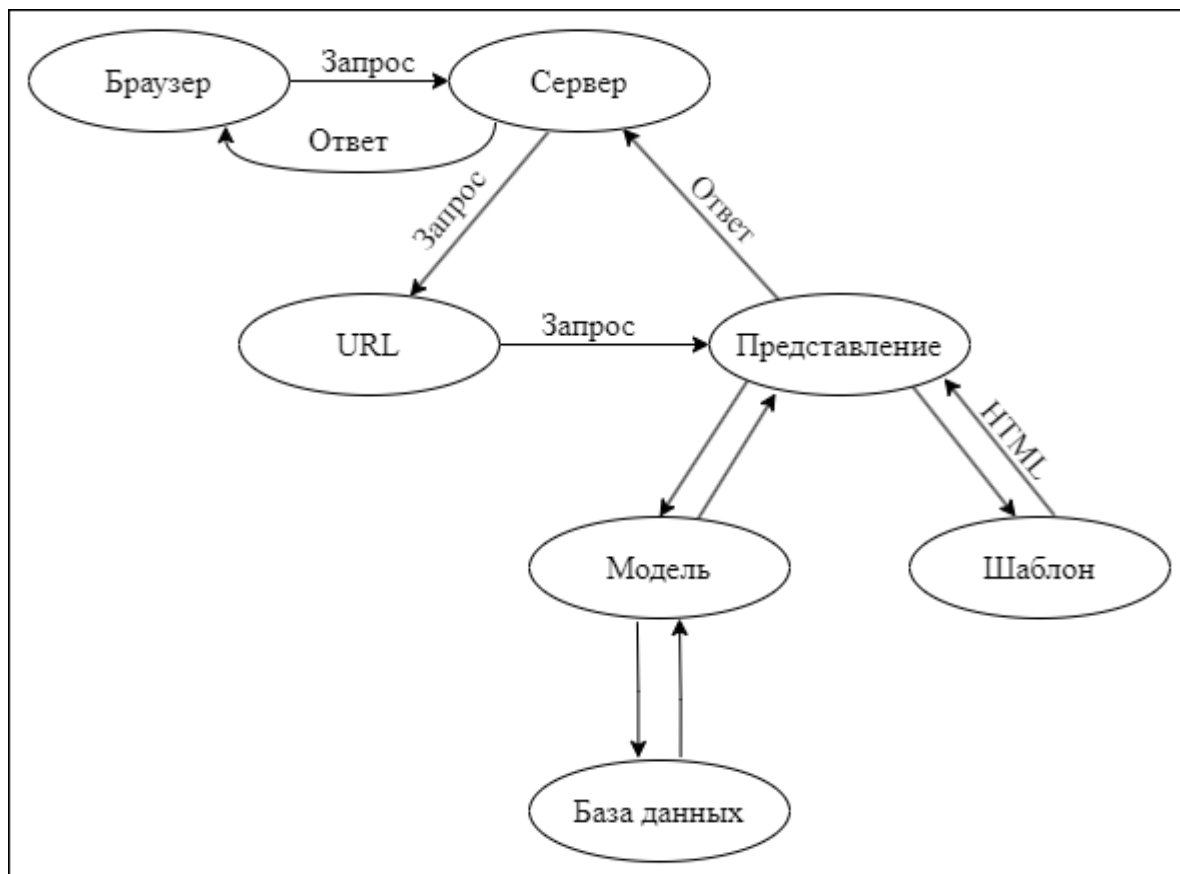 Браузер
Запрос
Сервер
Ответ
Запрос
Ответ
URL
Запрос
Представление
HTML
Модель
Шаблон
База данных